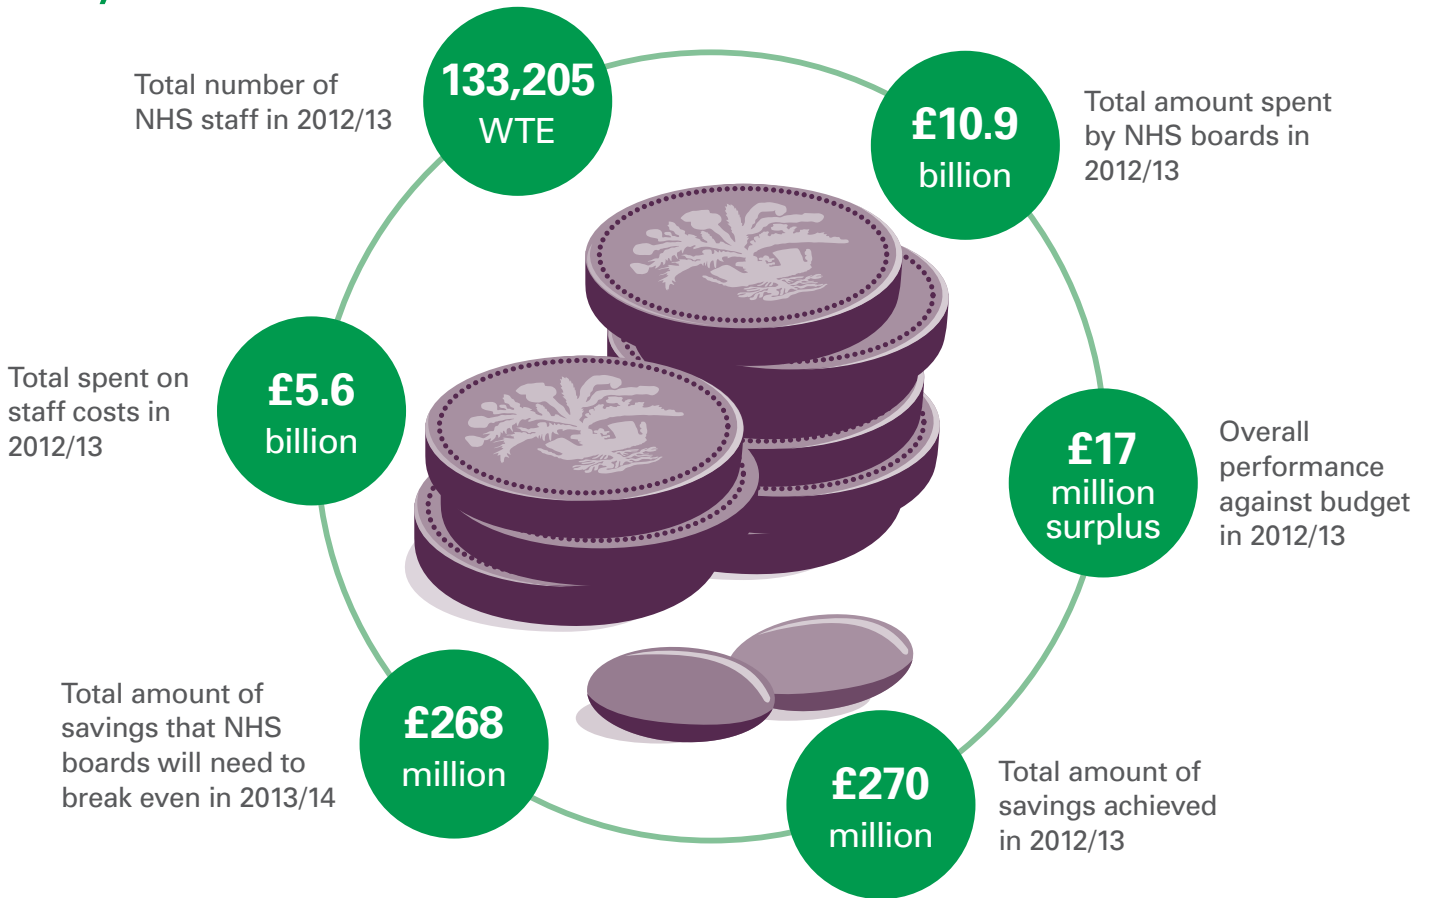 Total number of
NHS staff in 2012/13
133,205
WTE
£10.9
billion
Total amount spent
by NHS boards in
2012/13
Total spent on
staff costs in
2012/13
£5.6
billion
£17
million
surplus
Overall
performance
against budget
in 2012/13
Total amount of
savings that NHS
boards will need to
break even in 2013/14
£268
million
£270
million
Total amount of
savings achieved
in 2012/13